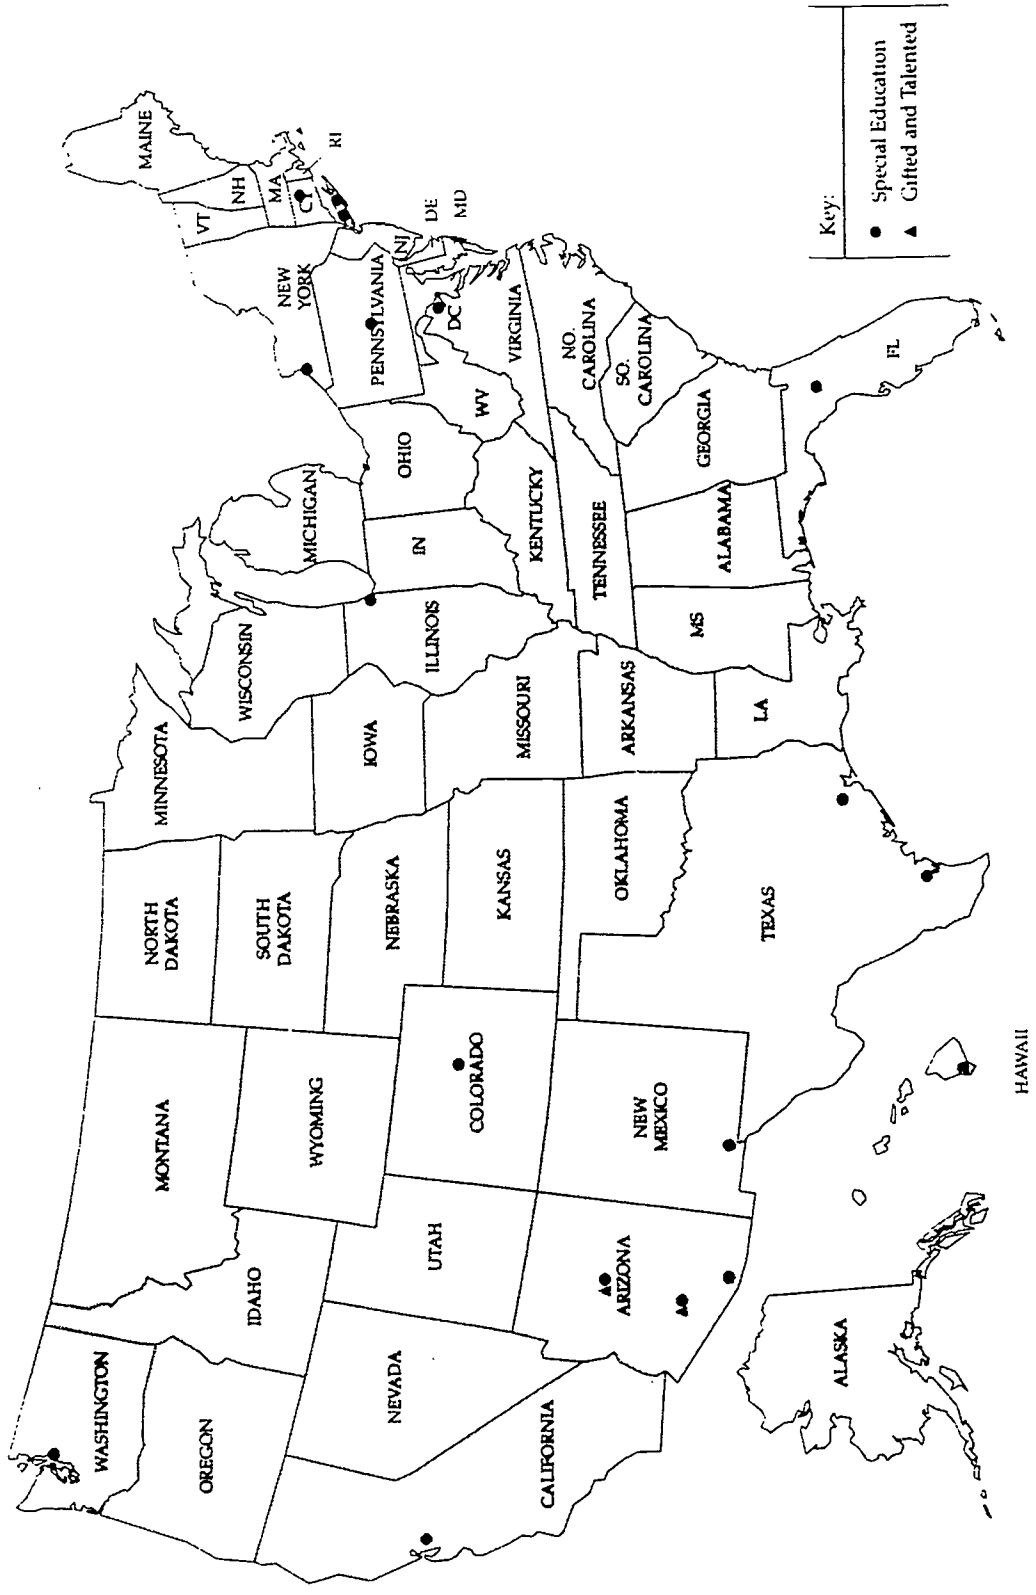 WASHINGTON
OREGON
CALIFORNIA
NEVADA
IDAHO
MONTANA
WYOMING
UTAH
ARIZONA
COLORADO
NEW
MEXICO
NORTH
DAKOTA
SOUTH
DAKOTA
NEBRASKA
KANSAS
OKLAHOMA
TEXAS
MINNESOTA
IOWA
MISSOURI
ARKANSAS
LA
WISCONSIN
ILLINOIS
MICHIGAN
IN
OHIO
KENTUCKY
TENNESSEE
MS
ALABAMA
GEORGIA
FL
SO.
CAROLINA
NO.
CAROLINA
VIRGINIA
WV
DC
PENNSYLVANIA
NEW
YORK
VT
NH
MAINE
MA
CT
RI
NJ
DE
MD
ALASKA
HAWAII
Key:
Special Education
Gifted and Talented